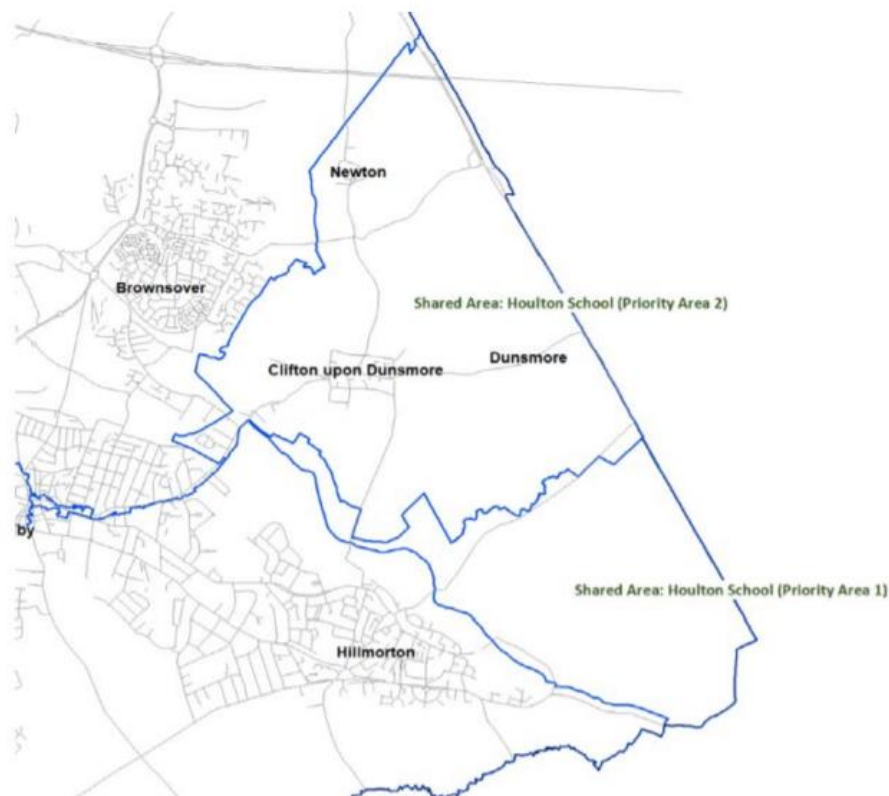 Newton
Brownsover
Shared Area: Houlton School (Priority Area 2)
Dunsmore
Clifton upon Dunsmore
by
Shared Area: Houlton School (Priority Area 1)
Hillmorton